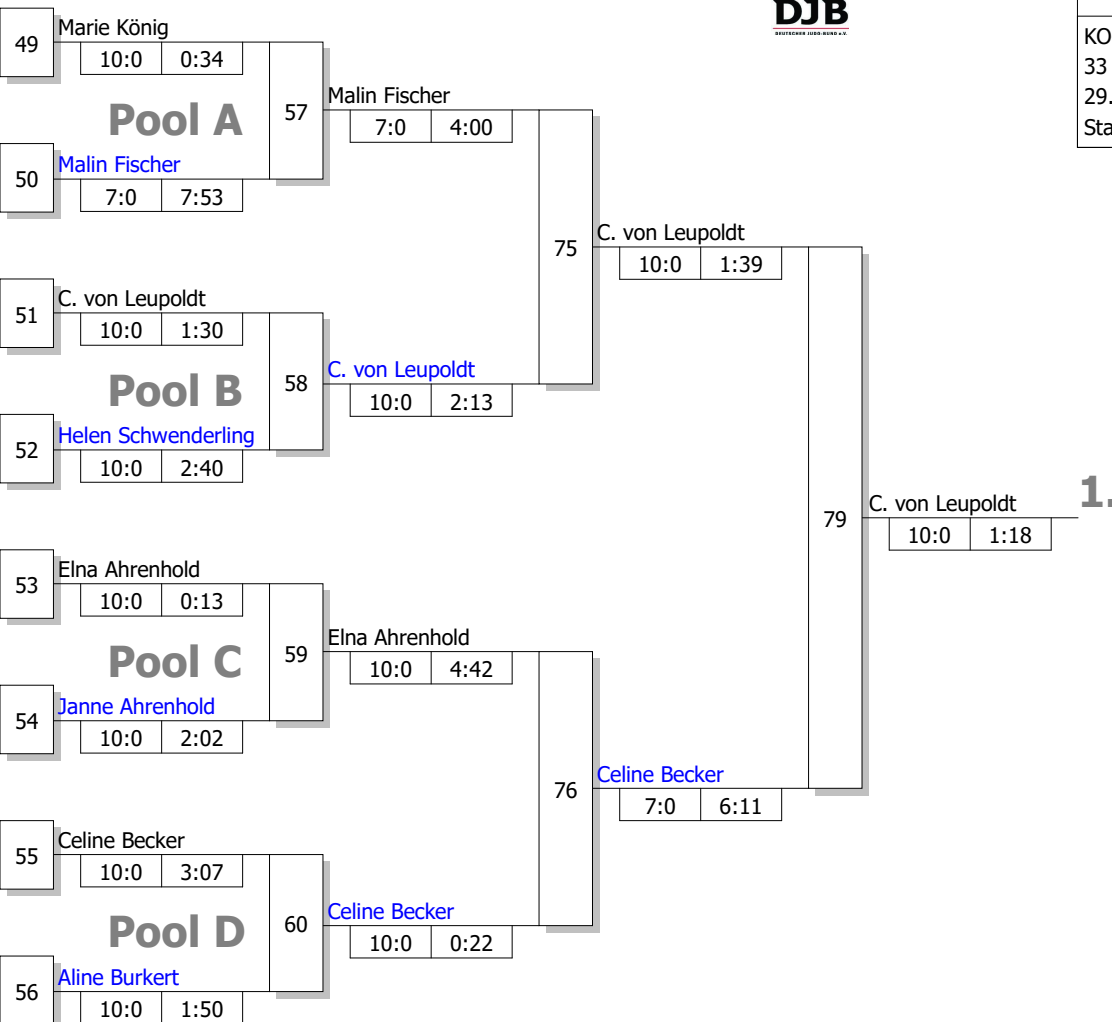 DJB
DEUTSCHER JUDO-BUND e.V.
KO
33
29.
Sta
49
Marie König
10:0 0:34
Pool A
57
Malin Fischer
7:0 4:00
50
Malin Fischer
7:0 7:53
75
C. von Leupoldt
10:0 1:39
51
C. von Leupoldt
10:0 1:30
Pool B
58
C. von Leupoldt
10:0 2:13
52
Helen Schwenderling
10:0 2:40
79
C. von Leupoldt
10:0 1:18
1.
53
Elna Ahrenhold
10:0 0:13
Pool C
59
Elna Ahrenhold
10:0 4:42
54
Janne Ahrenhold
10:0 2:02
76
Celine Becker
7:0 6:11
55
Celine Becker
10:0 3:07
Pool D
60
Celine Becker
10:0 0:22
56
Aline Burkert
10:0 1:50